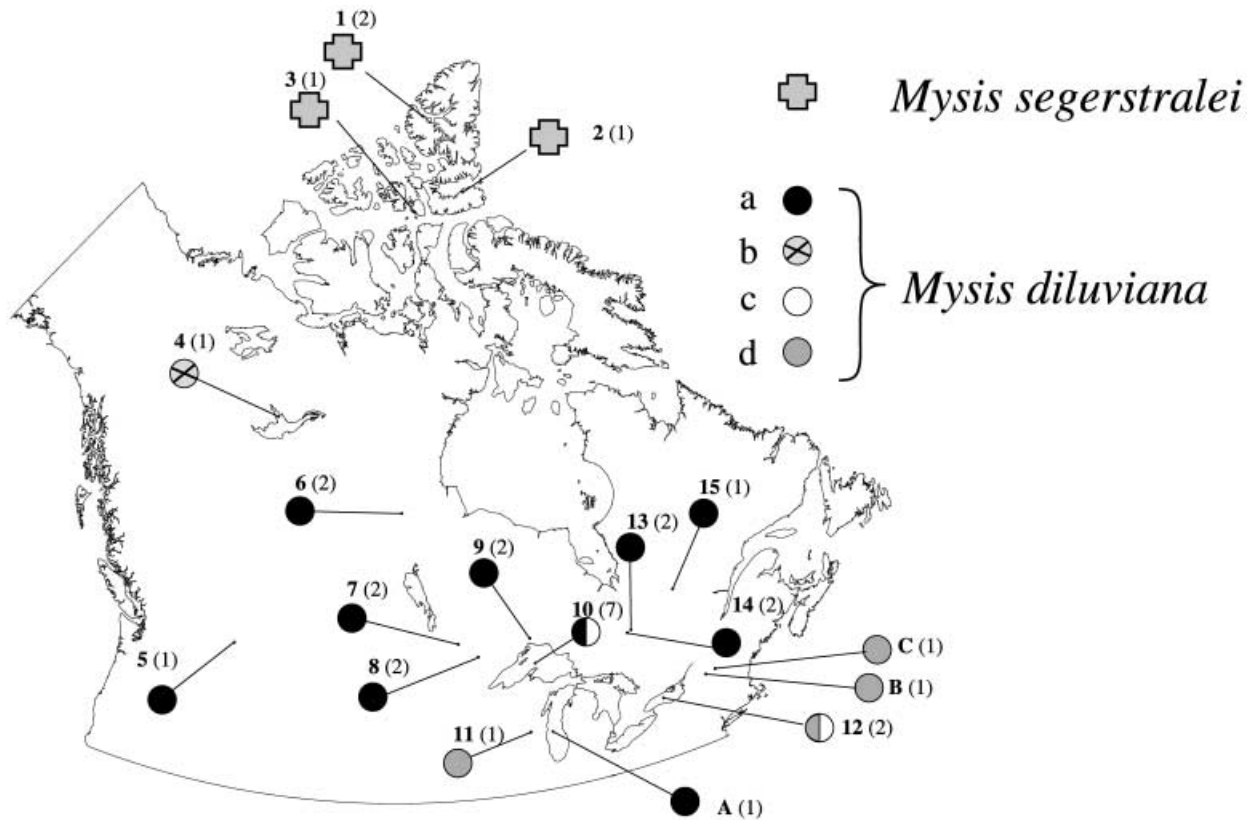 1 (2)
3 (1)
2 (1)
Mysis segerstralei
a
b
c
d
Mysis diluviana
4 (1)
6 (2)
15 (1)
13 (2)
9 (2)
7 (2)
10 (7)
14 (2)
5 (1)
8 (2)
C (1)
B (1)
12 (2)
11 (1)
A (1)